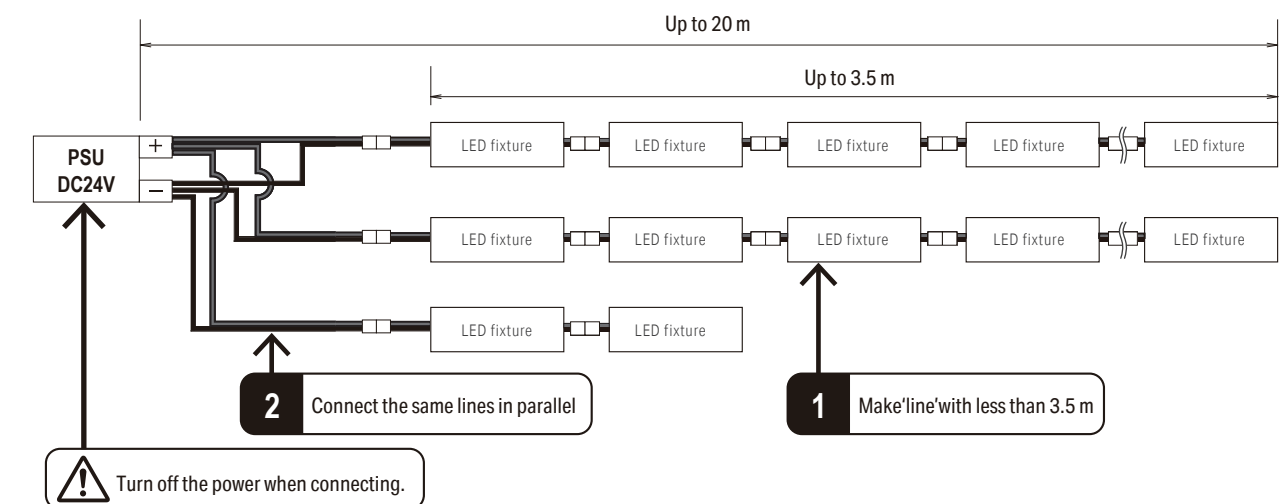 Up to 20 m
Up to 3.5 m
PSU
DC24V
+
−
LED fixture LED fixture LED fixture LED fixture LED fixture
LED fixture LED fixture LED fixture LED fixture LED fixture
LED fixture LED fixture
2 Connect the same lines in parallel
1 Make‘line’with less than 3.5 m
! Turn off the power when connecting.